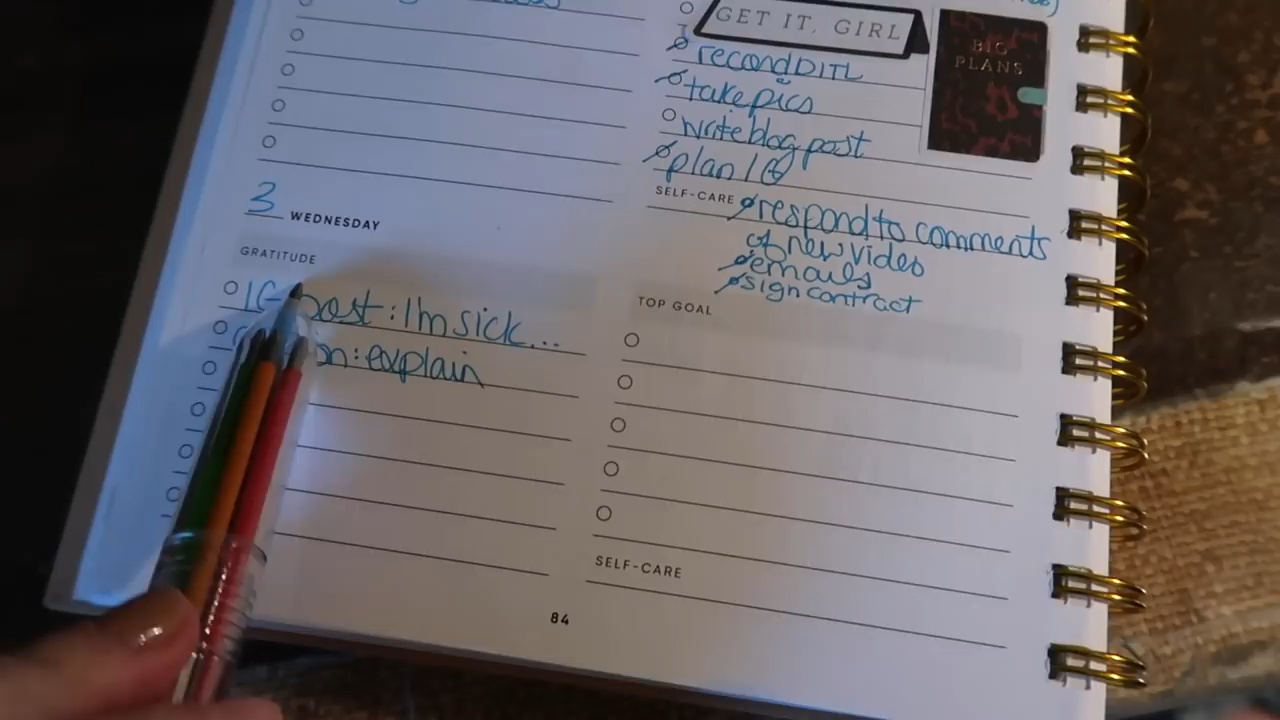 GET IT, GIRL
BIG
PLANS
record DITL
take pics
write blog post
plan IG
SELF-CARE
respond to comments
of new video
emails
sign contract
3 WEDNESDAY
GRATITUDE
IG post: I'm sick...
explain
TOP GOAL
SELF-CARE
84